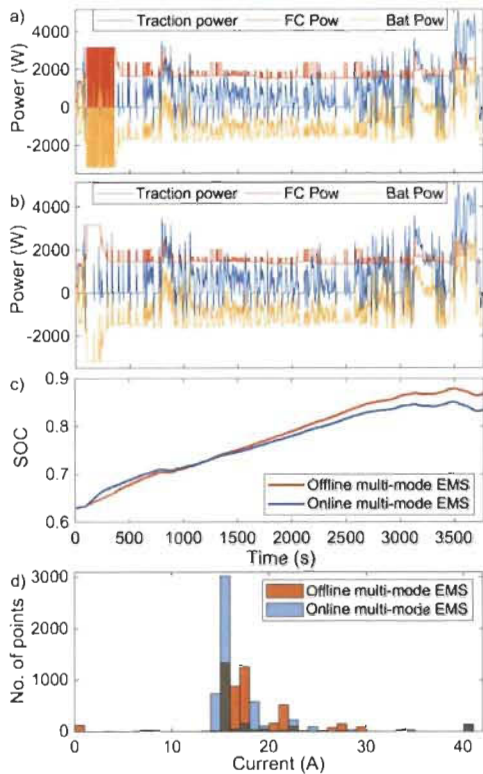 a)
Traction power FC Pow Bat Pow
Power (W)
4000
2000
0
-2000
b)
Traction power FC Pow Bat Pow
Power (W)
4000
2000
0
-2000
c)
SOC
0.9
0.8
0.7
0.6
Offline multi-mode EMS
Online multi-mode EMS
0 500 1000 1500 2000 2500 3000 3500
Time (s)
d)
No. of points
3000
2000
1000
0
Offline multi-mode EMS
Online multi-mode EMS
0 10 20 30 40
Current (A)